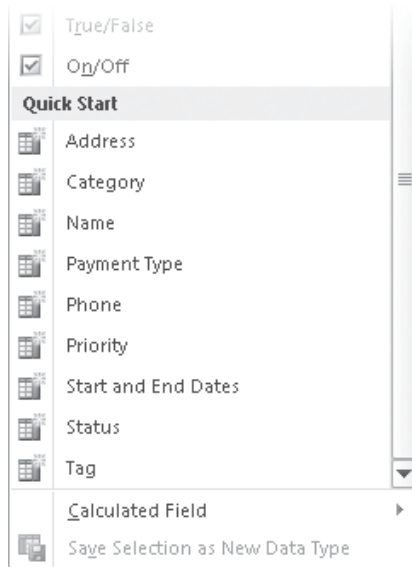 True/False
On/Off
Quick Start
Address
Category
Name
Payment Type
Phone
Priority
Start and End Dates
Status
Tag
Calculated Field
Save Selection as New Data Type